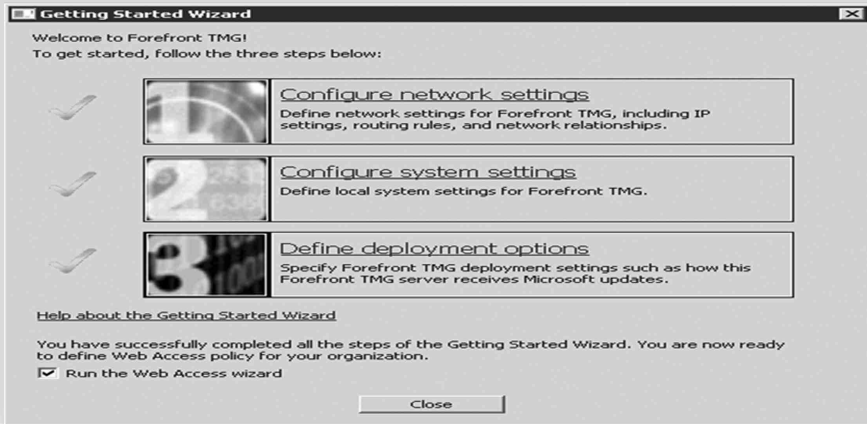 Getting Started Wizard
Welcome to Forefront TMG!
To get started, follow the three steps below:
Configure network settings
Define network settings for Forefront TMG, including IP
settings, routing rules, and network relationships.
Configure system settings
Define local system settings for Forefront TMG.
Define deployment options
Specify Forefront TMG deployment settings such as how this
Forefront TMG server receives Microsoft updates.
Help about the Getting Started Wizard
You have successfully completed all the steps of the Getting Started Wizard. You are now ready
to define Web Access policy for your organization.
Run the Web Access wizard
Close